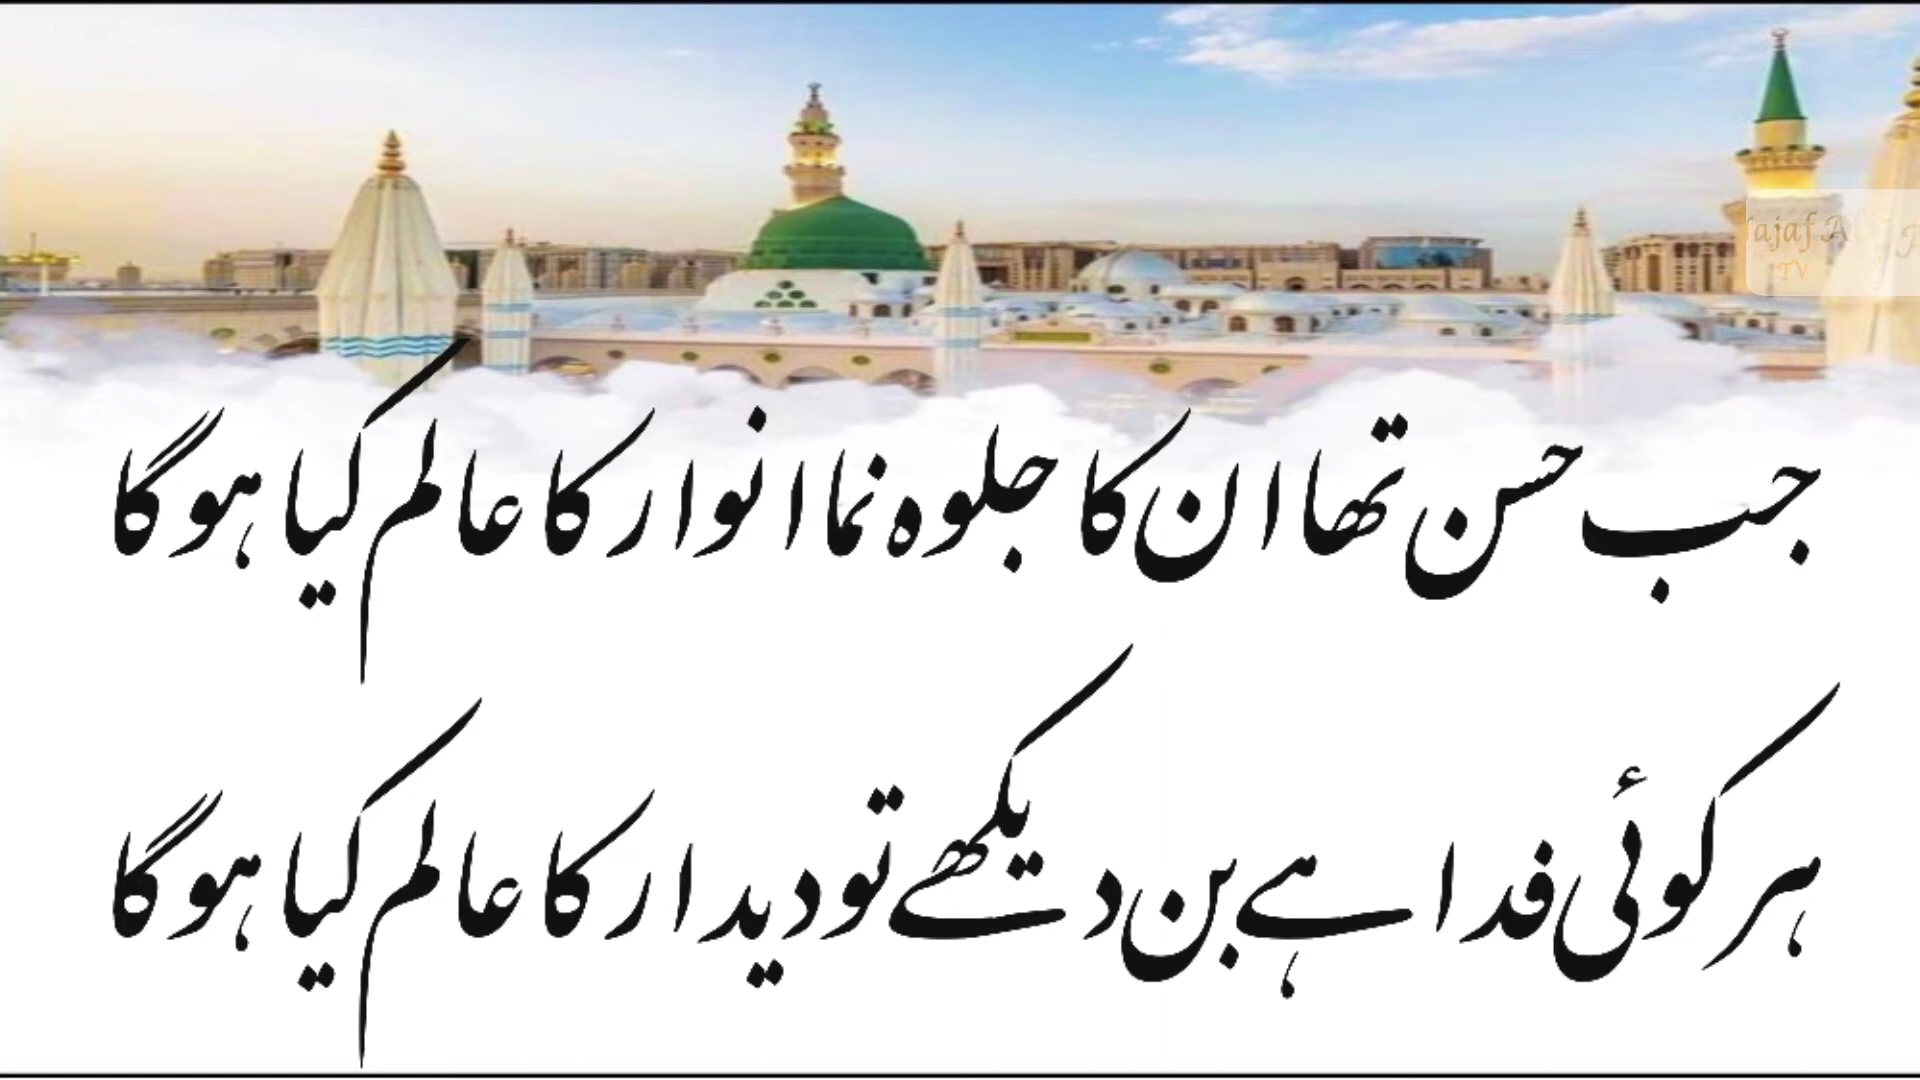 جب حسن تھا ان کا جلوہ نما انوار کا عالم کیا ہوگا
ہر کوئی فدا ہے بن دیکھے تو دیدار کا عالم کیا ہوگا
TV